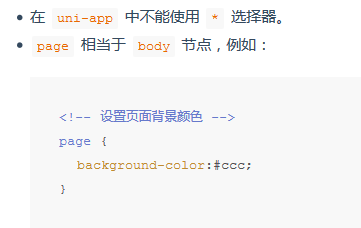 在 uni-app 中不能使用 * 选择器。
page 相当于 body 节点，例如：
<!-- 设置页面背景颜色 -->
page {
background-color:#ccc;
}